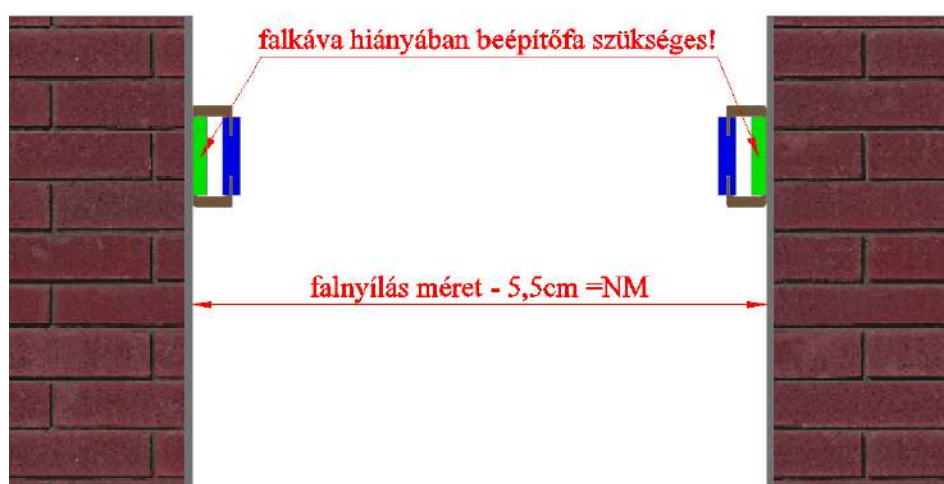 falkáva hiányában beépítőfa szükséges!
falnyílás méret - 5,5cm =NM